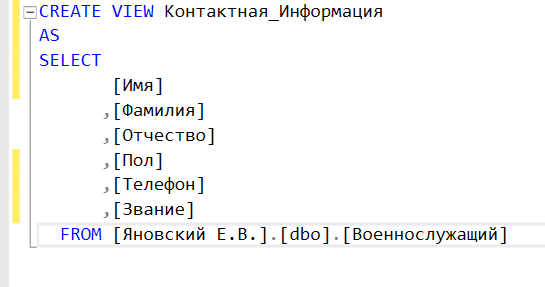 CREATE VIEW Контактная_Информация
AS
SELECT
[Имя]
,[Фамилия]
,[Отчество]
,[Пол]
,[Телефон]
,[Звание]
FROM [Яновский Е.В.].[dbo].[Военнослужащий]